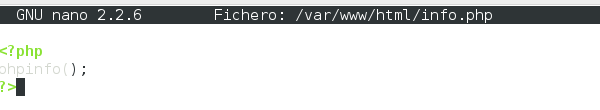 GNU nano 2.2.6 Fichero: /var/www/html/info.php
<?php
phpinfo();
?>